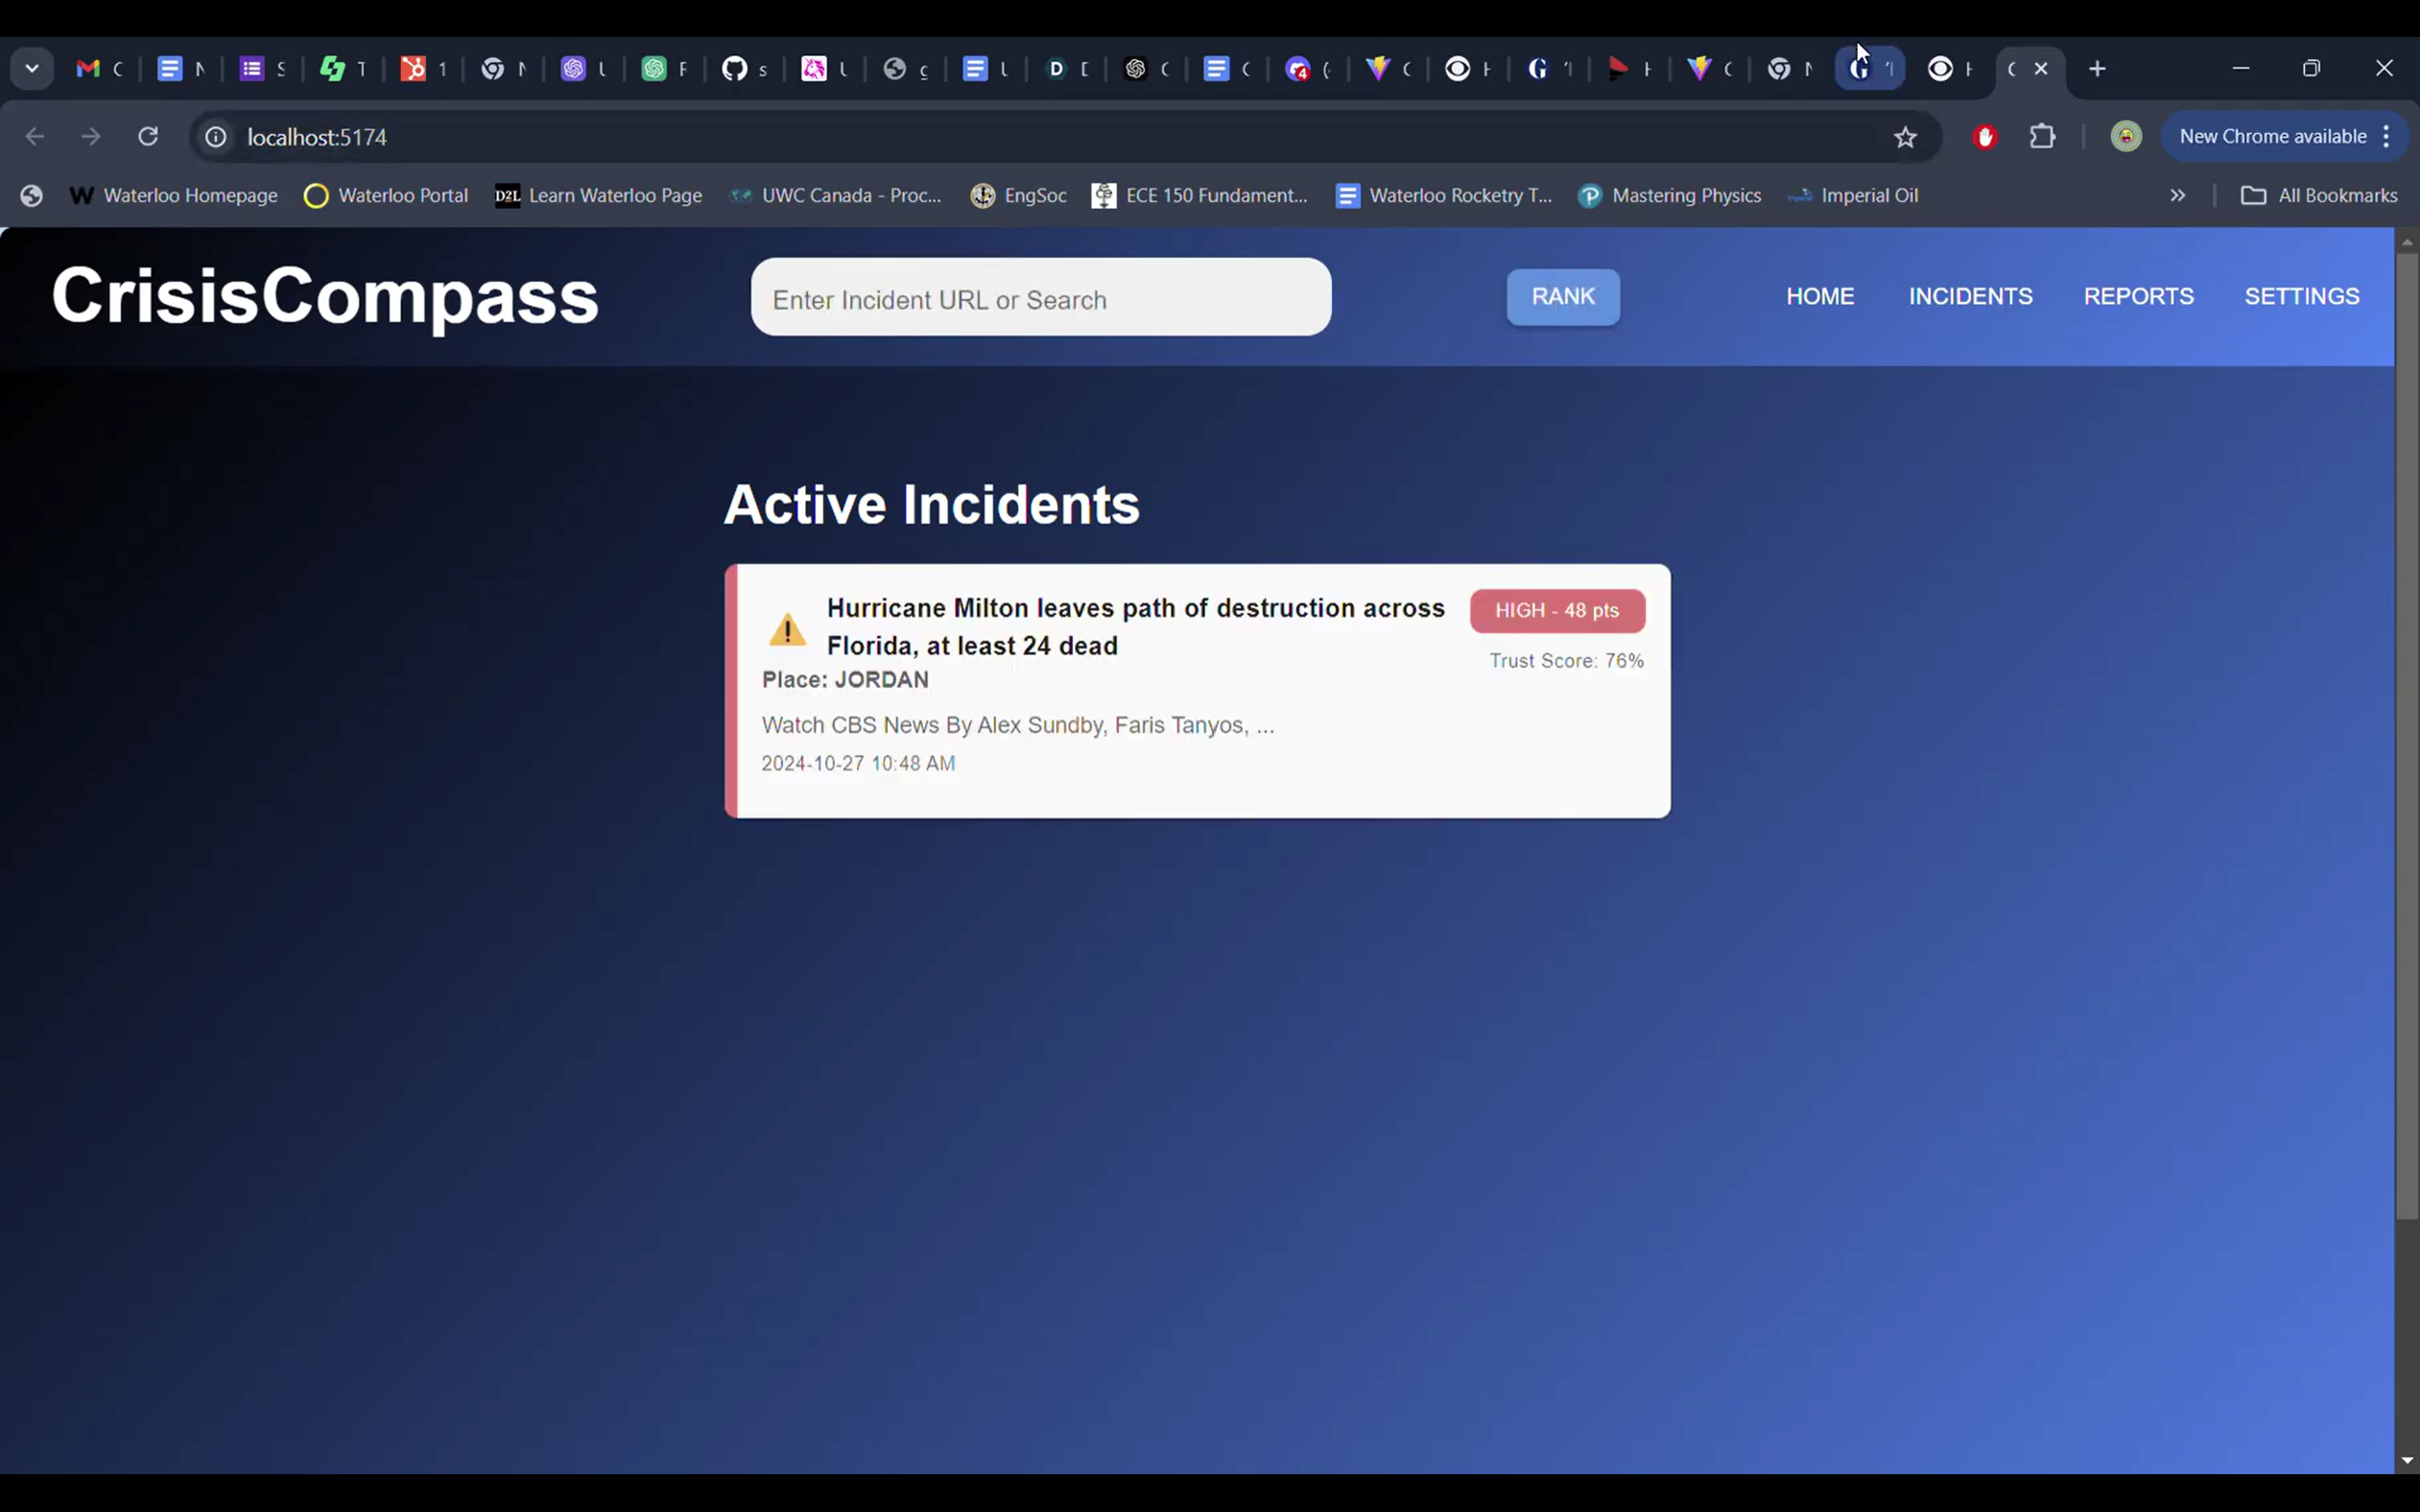 C N S T 1 N L F s L g L D C C ( C H 'I H C N 'I H C
localhost:5174 New Chrome available
W Waterloo Homepage Waterloo Portal D2L Learn Waterloo Page UWC Canada - Proc... EngSoc ECE 150 Fundament... Waterloo Rocketry T... Mastering Physics Imperial Oil » All Bookmarks
CrisisCompass Enter Incident URL or Search RANK HOME INCIDENTS REPORTS SETTINGS
Active Incidents
Hurricane Milton leaves path of destruction across HIGH - 48 pts
Florida, at least 24 dead
Trust Score: 76%
Place: JORDAN
Watch CBS News By Alex Sundby, Faris Tanyos, ...
2024-10-27 10:48 AM